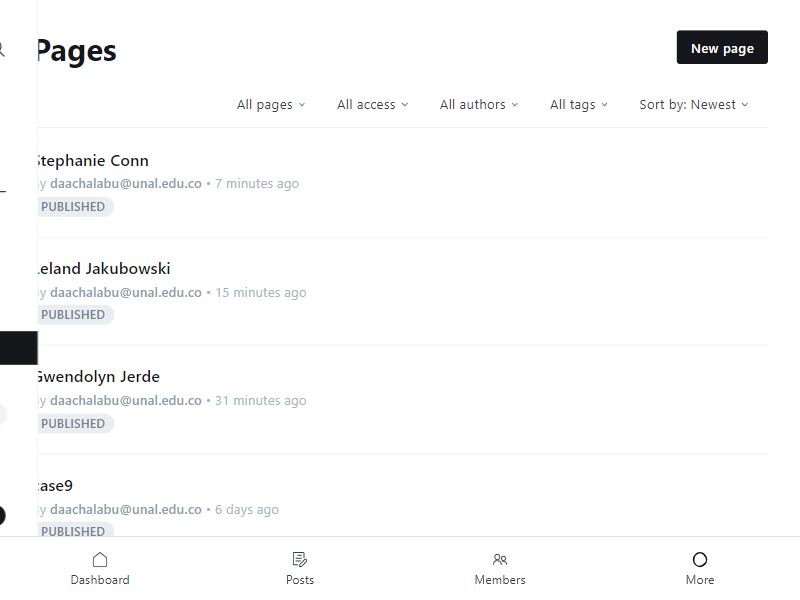 Pages
New page
All pages
All access
All authors
All tags
Sort by: Newest
Stephanie Conn
By daachalabu@unal.edu.co • 7 minutes ago
PUBLISHED
Leland Jakubowski
By daachalabu@unal.edu.co • 15 minutes ago
PUBLISHED
Gwendolyn Jerde
By daachalabu@unal.edu.co • 31 minutes ago
PUBLISHED
case9
By daachalabu@unal.edu.co • 6 days ago
PUBLISHED
Dashboard
Posts
Members
More